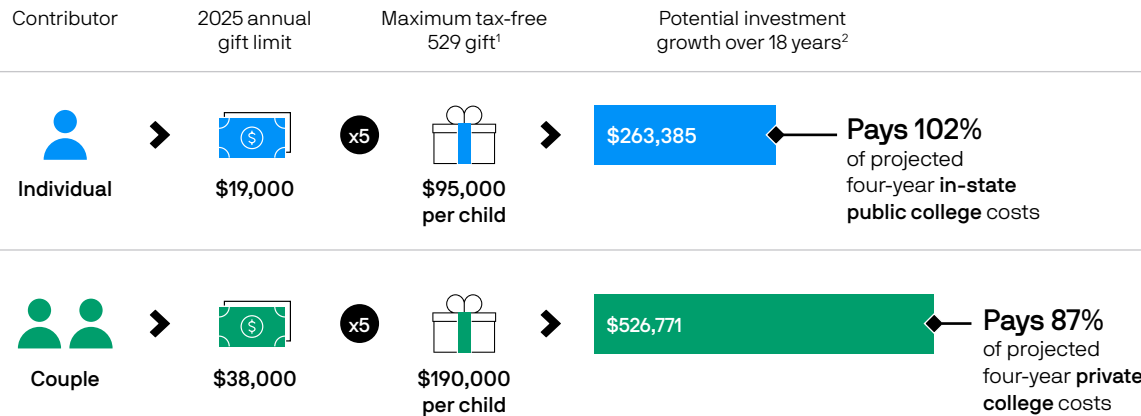 Contributor
2025 annual
gift limit
Maximum tax-free
529 gift¹
Potential investment
growth over 18 years²
Individual
$
$19,000
x5
$95,000
per child
$263,385
Pays 102%
of projected
four-year in-state
public college costs
Couple
$
$38,000
x5
$190,000
per child
$526,771
Pays 87%
of projected
four-year private
college costs